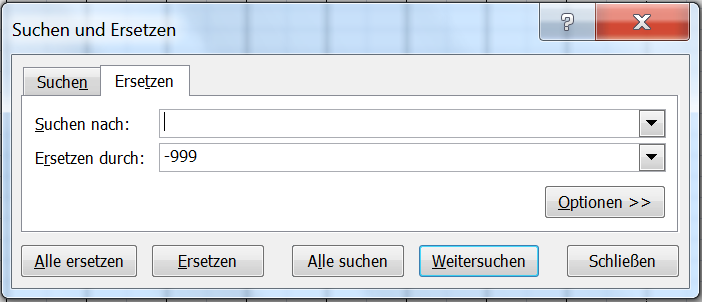 Suchen und Ersetzen
?
Suchen Ersetzen
Suchen nach:
Ersetzen durch: -999
Optionen >>
Alle ersetzen Ersetzen Alle suchen Weitersuchen Schließen